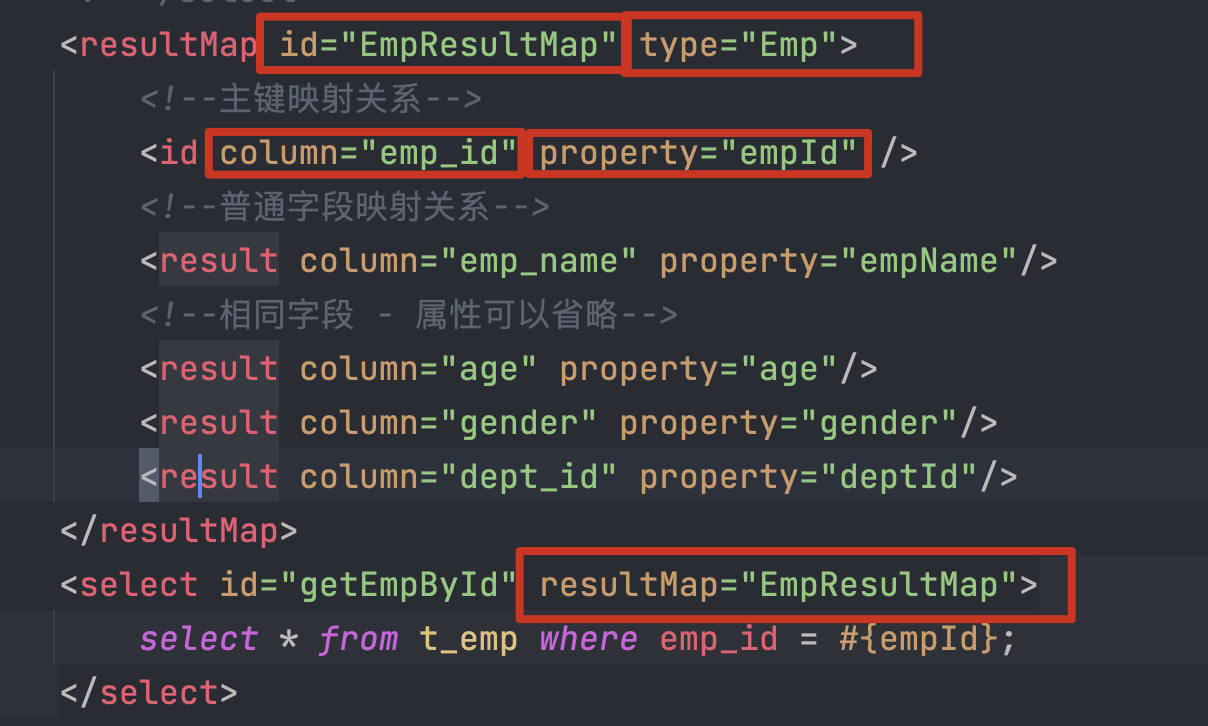 <resultMap id="EmpResultMap" type="Emp">
<!--主键映射关系-->
<id column="emp_id" property="empId" />
<!--普通字段映射关系-->
<result column="emp_name" property="empName"/>
<!--相同字段 - 属性可以省略-->
<result column="age" property="age"/>
<result column="gender" property="gender"/>
<result column="dept_id" property="deptId"/>
</resultMap>
<select id="getEmpById" resultMap="EmpResultMap">
select * from t_emp where emp_id = #{empId};
</select>